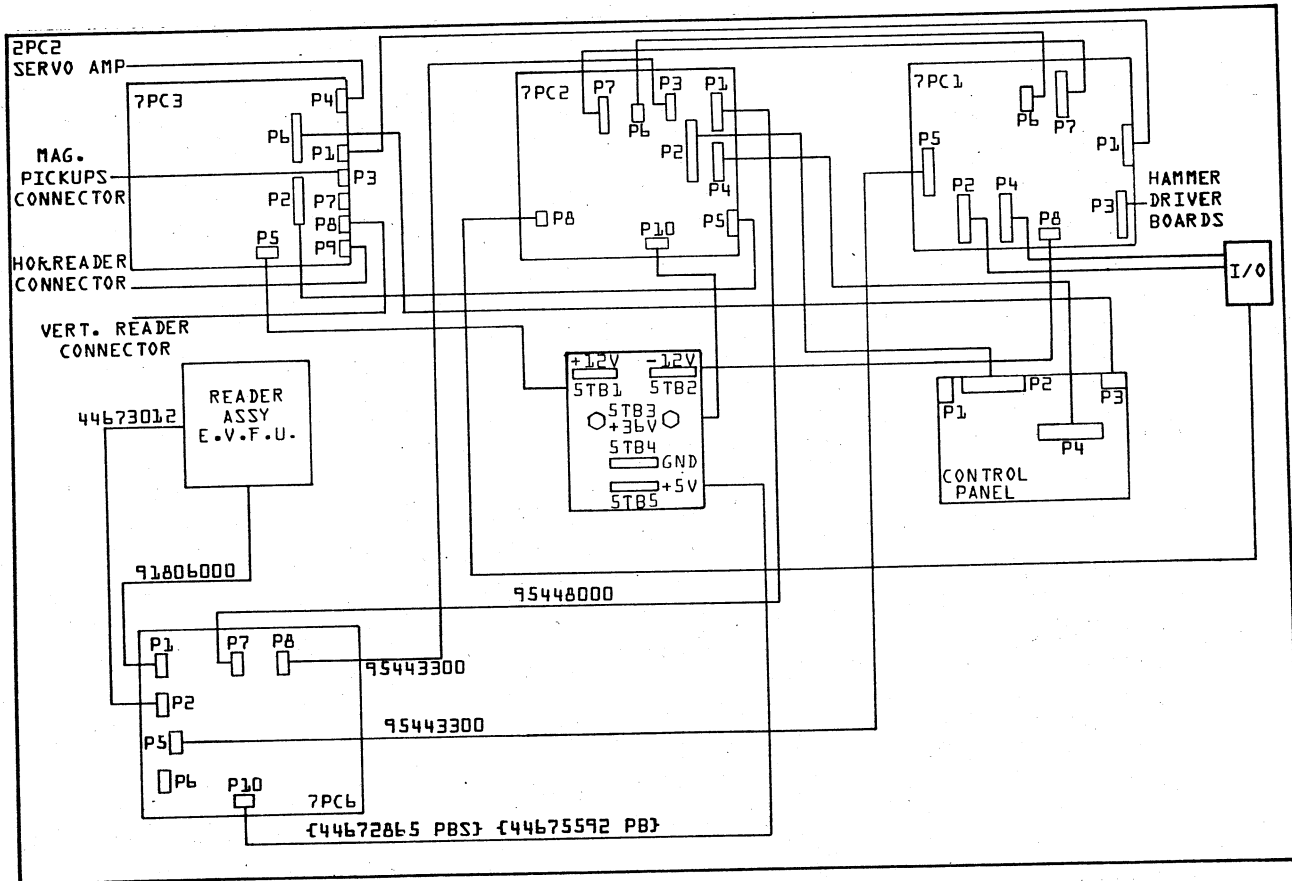 2PC2
SERVO AMP
7PC3
P4
P6
P1
MAG.
PICKUPS
CONNECTOR
P3
P2
P7
P8
P5
P9
HOR.READER
CONNECTOR
VERT. READER
CONNECTOR
7PC2
P7
P6
P3
P1
P2
P4
P8
P10
P5
7PC1
P6
P7
P5
P1
P2
P4
P8
P3
HAMMER
DRIVER
BOARDS
I/O
+12V
-12V
5TB1
5TB2
5TB3
+36V
5TB4
GND
+5V
5TB5
P1
P2
P3
P4
CONTROL
PANEL
READER
ASSY
E.V.F.U.
44673012
91806000
95448000
P1
P7
P8
95443300
P2
95443300
P5
P6
P10
7PC6
{44672865 PBS} {44675592 PB}